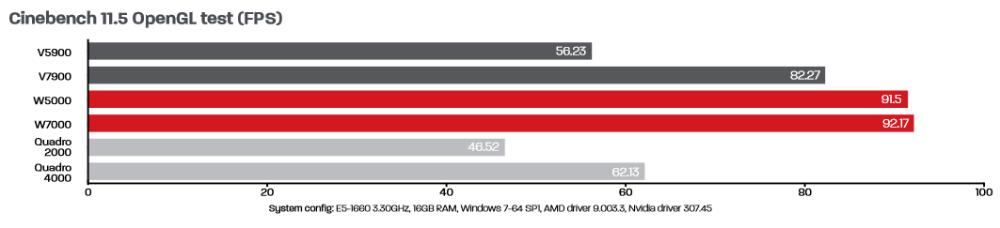 Cinebench 11.5 OpenGL test (FPS)
V5900 56.23
V7900 82.27
W5000 91.5
W7000 92.17
Quadro
2000 46.52
Quadro
4000 62.13
0 20 40 60 80 100
System config: E5-1660 3.30GHz, 16GB RAM, Windows 7-64 SP1, AMD driver 9.003.3, Nvidia driver 307.45